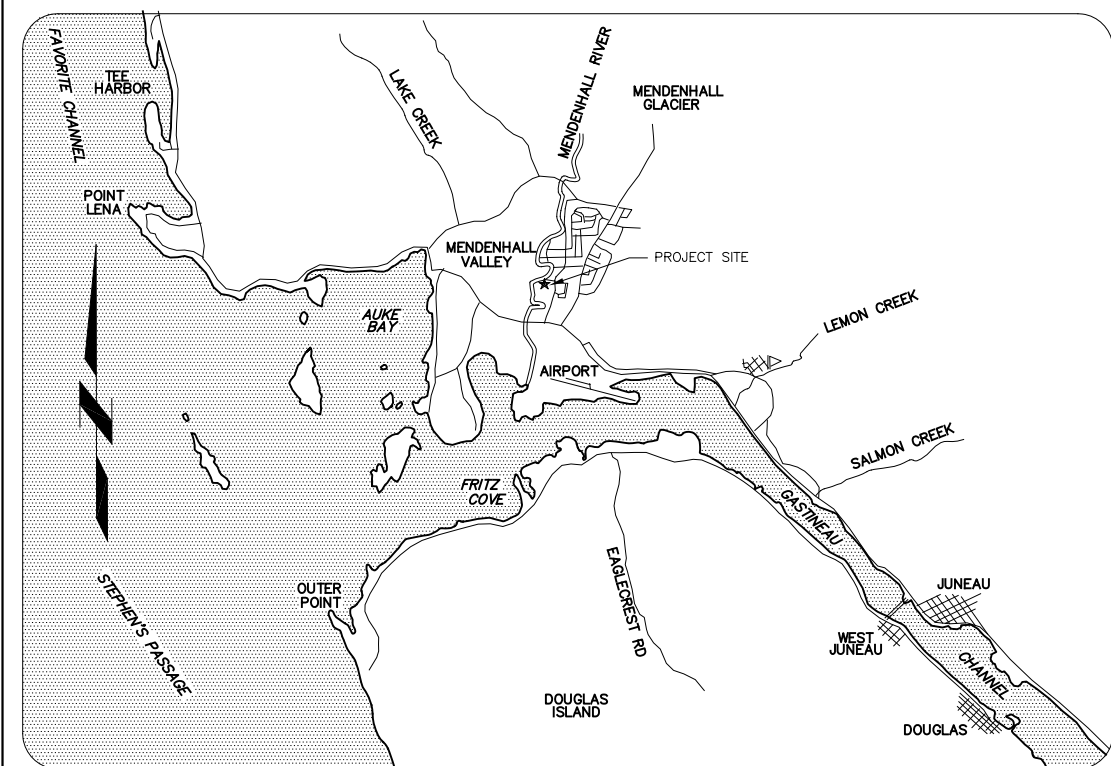 FAVORITE CHANNEL
TEE
HARBOR
LAKE CREEK
MENDENHALL RIVER
MENDENHALL
GLACIER
POINT
LENA
MENDENHALL
VALLEY
PROJECT SITE
AUKE
BAY
LEMON CREEK
AIRPORT
SALMON CREEK
FRITZ
COVE
GASTINEAU
EAGLECREST RD
STEPHEN'S PASSAGE
OUTER
POINT
JUNEAU
WEST
JUNEAU
CHANNEL
DOUGLAS
ISLAND
DOUGLAS